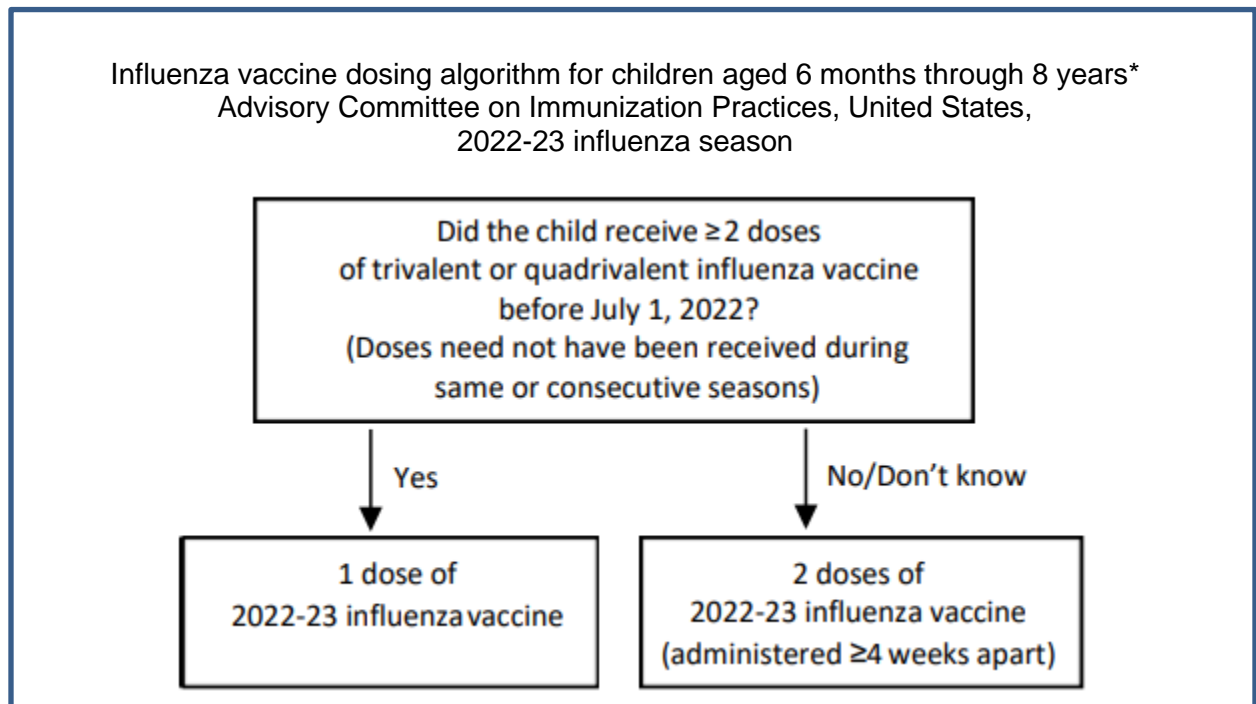 Influenza vaccine dosing algorithm for children aged 6 months through 8 years*
Advisory Committee on Immunization Practices, United States,
2022-23 influenza season
Did the child receive ≥2 doses
of trivalent or quadrivalent influenza vaccine
before July 1, 2022?
(Doses need not have been received during
same or consecutive seasons)
Yes
No/Don't know
1 dose of
2022-23 influenza vaccine
2 doses of
2022-23 influenza vaccine
(administered ≥4 weeks apart)